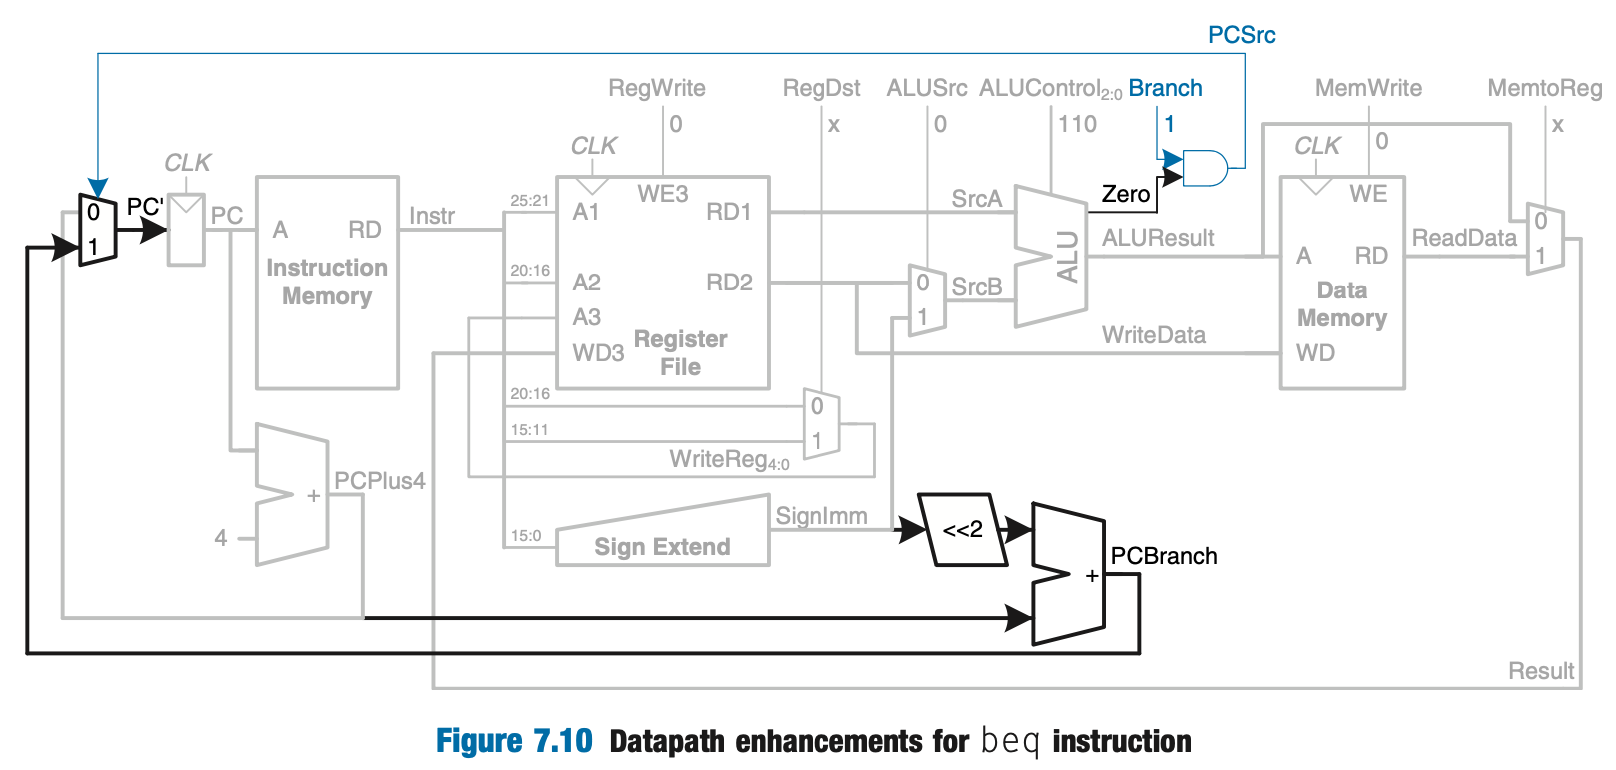 PCSrc
RegWrite RegDst ALUSrc ALUControl2:0 Branch MemWrite MemtoReg
0 x 0 110 1 0 x
CLK CLK CLK
0 PC' PC
1
A RD
Instruction
Memory
Instr
25:21
20:16
A1 WE3 RD1
A2 RD2
A3
WD3
Register
File
20:16
15:11
0
1
WriteReg4:0
0
1
SrcA
SrcB
ALU
Zero
ALUResult
WriteData
WE
A RD
Data
Memory
WD
ReadData
0
1
PCPlus4
+
4
15:0
Sign Extend
SignImm
<<2
+
PCBranch
Result
Figure 7.10 Datapath enhancements for beq instruction